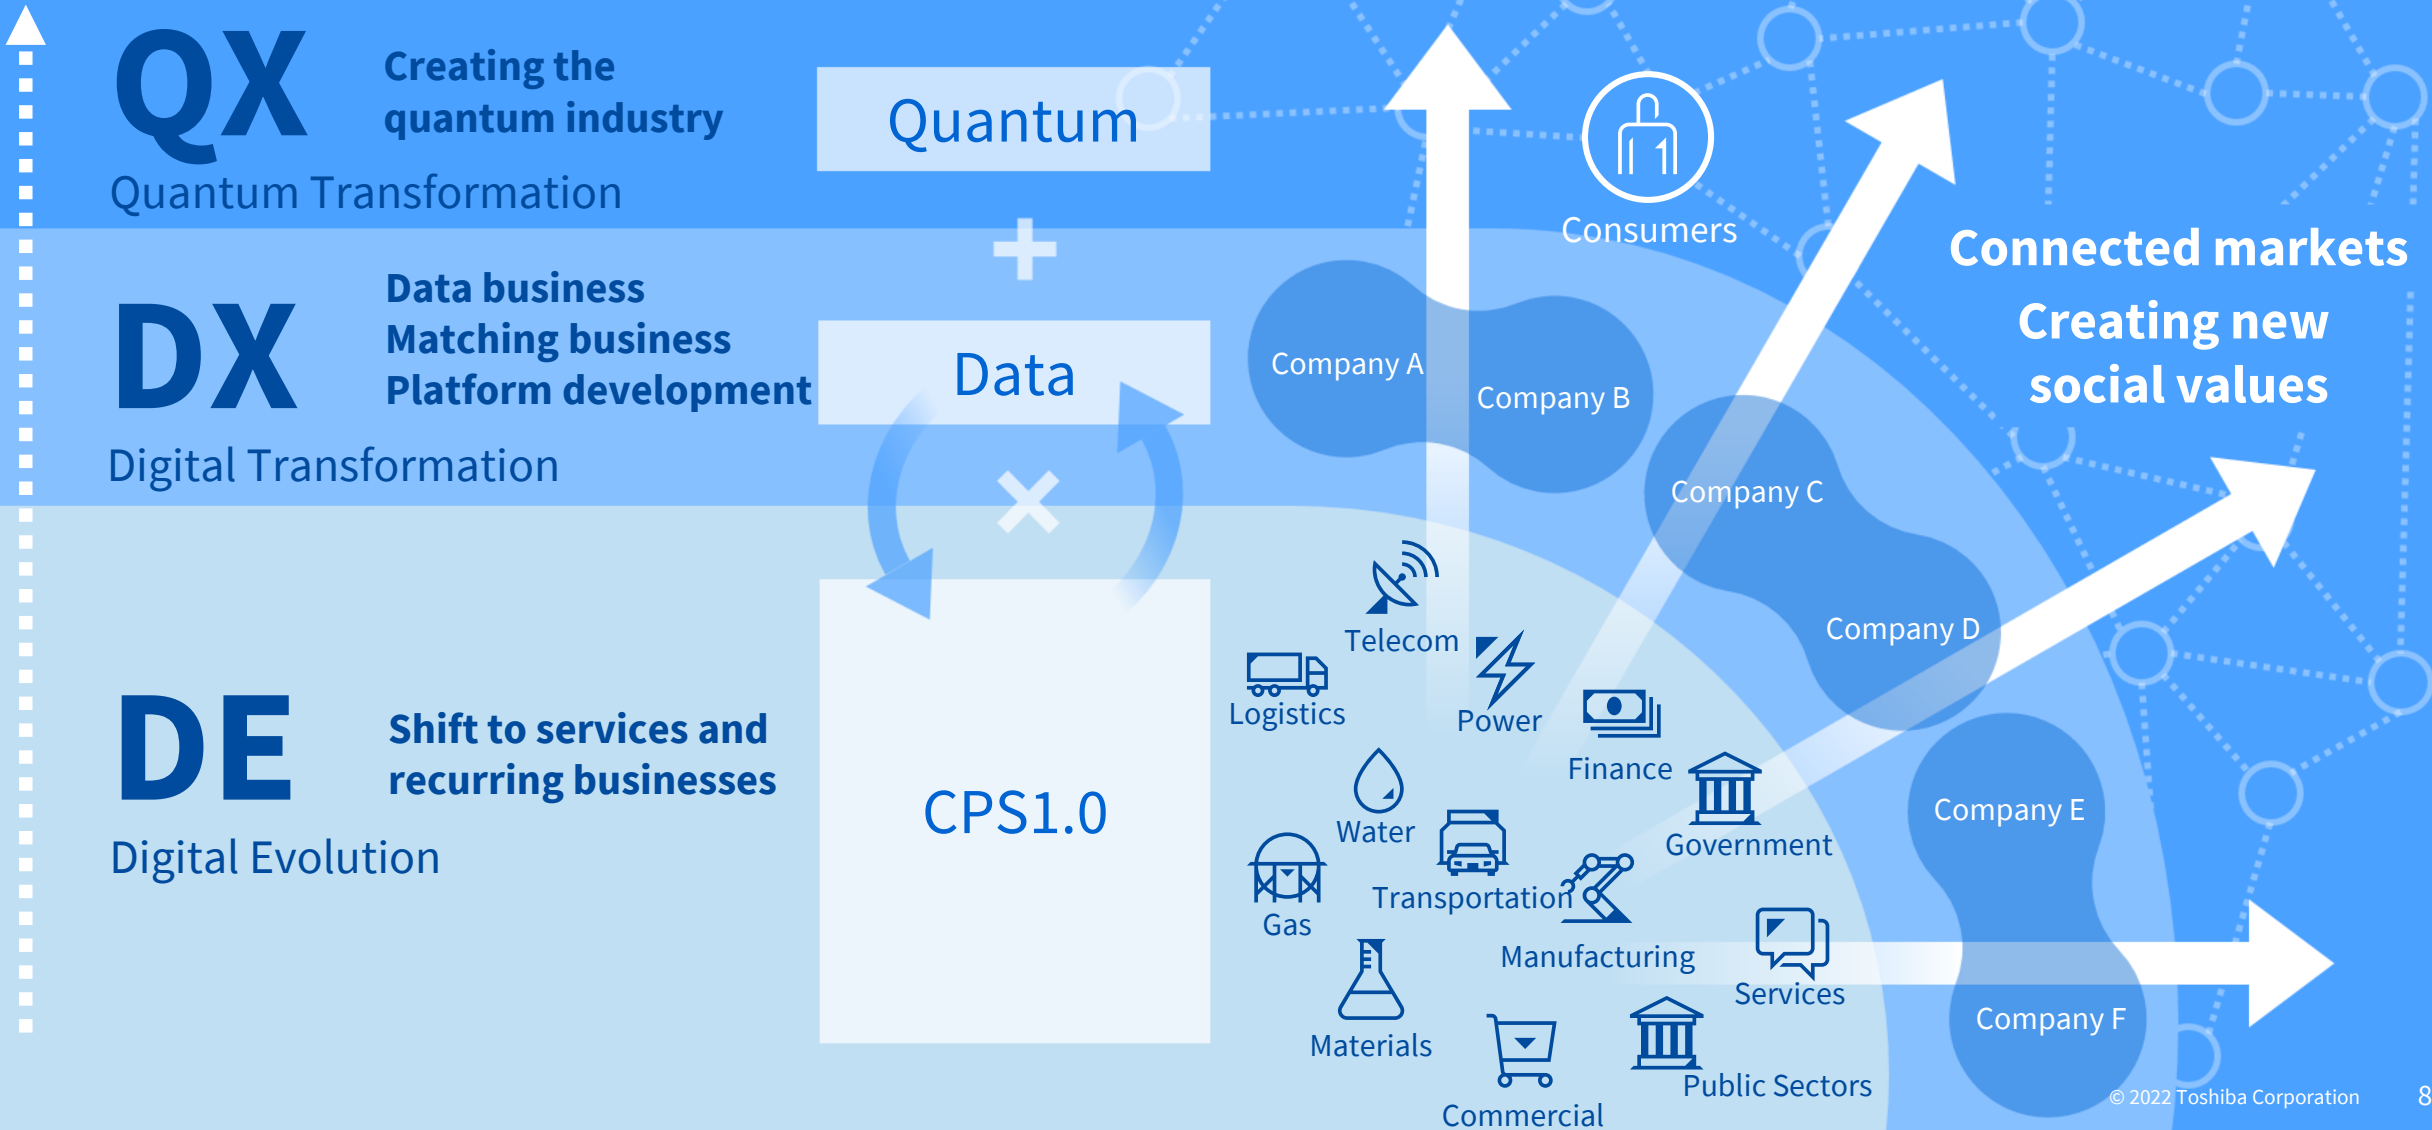 QX
Creating the
quantum industry
Quantum Transformation
Quantum
DX
Data business
Matching business
Platform development
Digital Transformation
Data
DE
Shift to services and
recurring businesses
Digital Evolution
CPS1.0
Consumers
Connected markets
Creating new
social values
Company A
Company B
Company C
Company D
Company E
Company F
Telecom
Logistics
Power
Finance
Water
Government
Transportation
Gas
Manufacturing
Services
Materials
Public Sectors
Commercial
© 2022 Toshiba Corporation
8